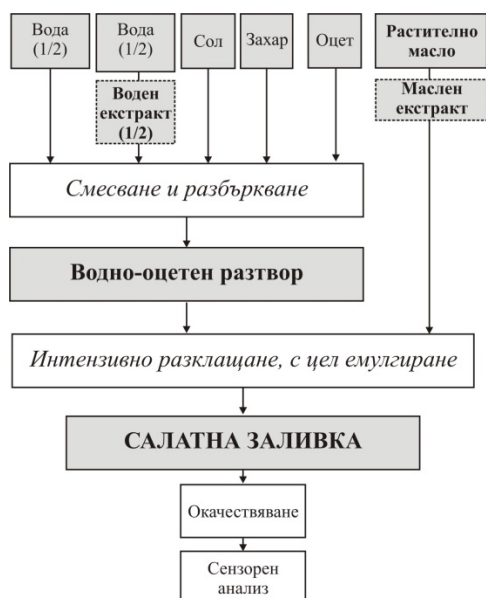 Вода
(1/2)
Вода
(1/2)
Сол
Захар
Оцет
Растително
масло
Воден
екстракт
(1/2)
Маслен
екстракт
Смесване и разбъркване
Водно-оцетен разтвор
Интензивно разклащане, с цел емулгиране
САЛАТНА ЗАЛИВКА
Окачествяване
Сензорен
анализ